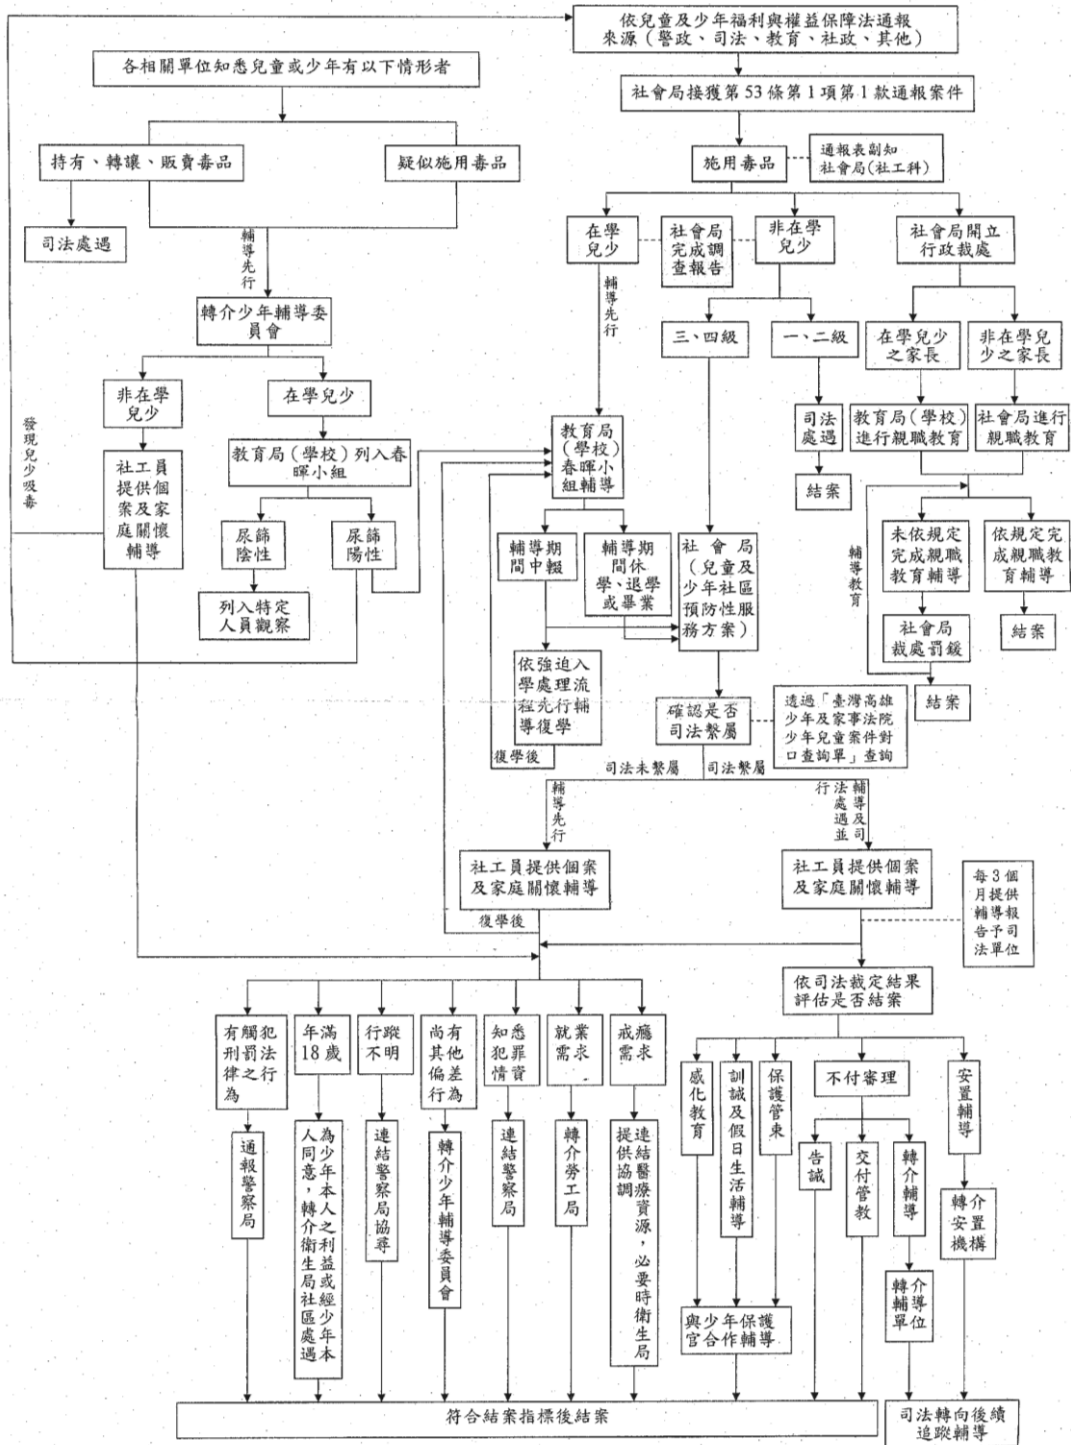 依兒童及少年福利與權益保障法通報
來源（警政、司法、教育、社政、其他）
各相關單位知悉兒童或少年有以下情形者
社會局接獲第53條第1項第1款通報案件
持有、轉讓、販賣毒品
疑似施用毒品
施用毒品
通報表副知
社會局(社工科)
司法處遇
輔導先行
在學
兒少
社會局
完成調
查報告
非在學
兒少
社會局開立
行政裁處
轉介少年輔導委
員會
輔導先行
三、四級
一、二級
在學兒少
之家長
非在學兒
少之家長
非在學
兒少
在學兒少
發現兒少吸毒
教育局（學校）列入春
暉小組
教育局
（學校）
春暉小
組輔導
司法
處遇
教育局（學校）
進行親職教育
社會局進行
親職教育
社工員
提供個
案及家
庭關懷
輔導
結案
尿篩
陰性
尿篩
陽性
輔導期
間中輟
輔導期
間休
學、退學
或畢業
社會局
（兒童及
少年社區
預防性服
務方案）
輔導教育
未依規定
完成親職
教育輔導
依規定完
成親職教
育輔導
列入特定
人員觀察
社會局
裁處罰鍰
結案
依強迫入
學處理流
程先行輔
導復學
復學後
確認是否
司法繫屬
透過「臺灣高雄
少年及家事法院
少年兒童案件對
口查詢單」查詢
結案
司法未繫屬
司法繫屬
輔導先行
輔導及司
法處遇並
行
社工員提供個案
及家庭關懷輔導
社工員提供個案
及家庭關懷輔導
每3個
月提供
輔導報
告予司
法單位
復學後
依司法裁定結果
評估是否結案
有觸犯
刑罰法
律之行
為
年滿
18歲
行蹤
不明
尚有
其他
偏差
行為
知悉
犯罪
情資
就業
需求
戒癮
需求
感化教育
訓誡及假日生活輔導
保護管束
不付審理
安置輔導
通報警察局
為少年本人之利益或經少年本
人同意，轉介衛生局社區處遇
連結警察局協尋
轉介少年輔導委員會
連結警察局
轉介勞工局
連結醫療資源，必要時衛生局
提供協調
告誡
交付管教
轉介輔導
轉介
安置
機構
轉介
輔導
單位
與少年保護
官合作輔導
符合結案指標後結案
司法轉向後續
追蹤輔導